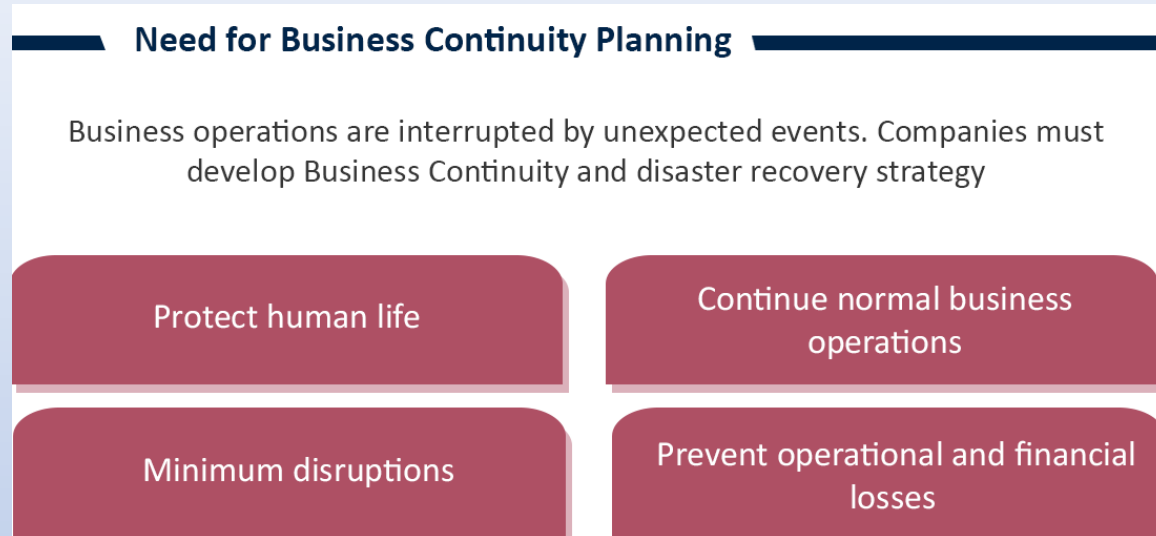 Need for Business Continuity Planning
Business operations are interrupted by unexpected events. Companies must
develop Business Continuity and disaster recovery strategy
Protect human life
Continue normal business
operations
Minimum disruptions
Prevent operational and financial
losses